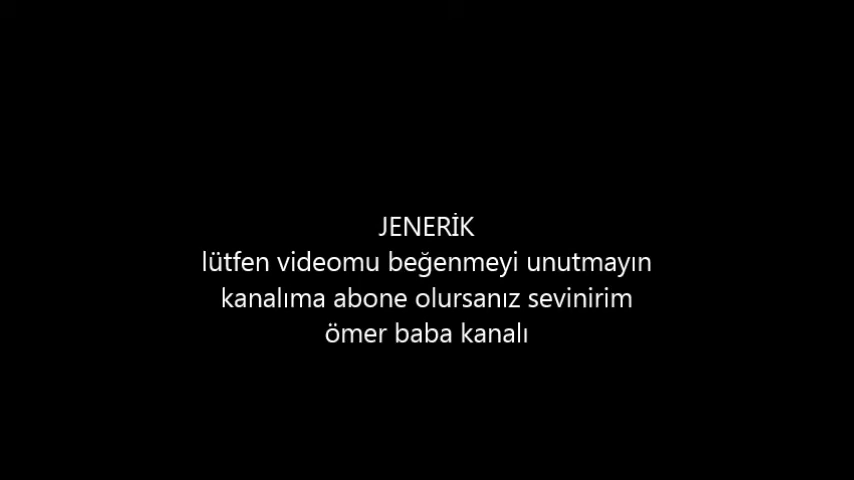 JENERİK
lütfen videomu beğenmeyi unutmayın
kanalıma abone olursanız sevinirim
ömer baba kanalı